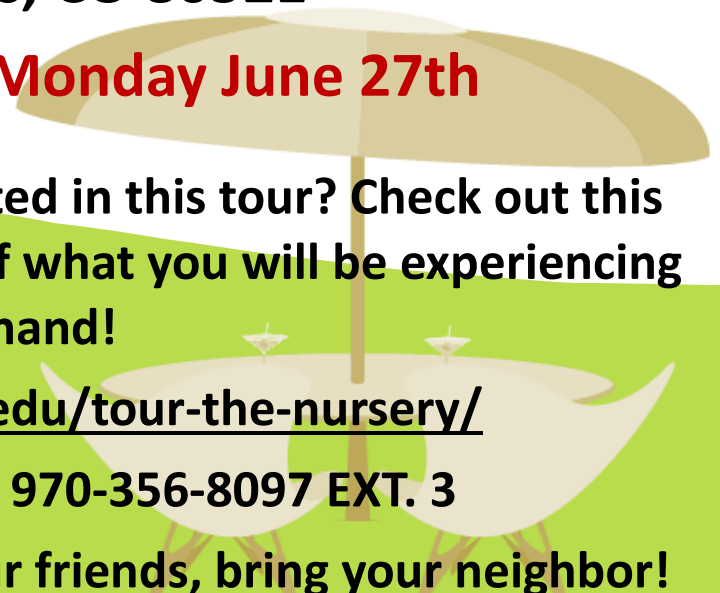 Monday June 27th
ted in this tour? Check out this
f what you will be experiencing
hand!
edu/tour-the-nursery/
970-356-8097 EXT. 3
r friends, bring your neighbor!